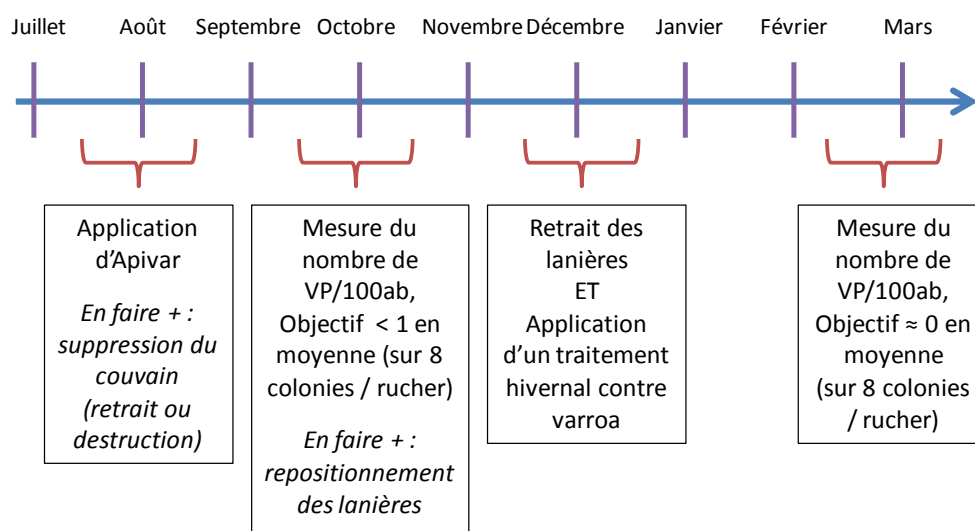 Juillet Août Septembre Octobre Novembre Décembre Janvier Février Mars
Application
d'Apivar
En faire + :
suppression du
couvain
(retrait ou
destruction)
Mesure du
nombre de
VP/100ab,
Objectif < 1 en
moyenne (sur 8
colonies / rucher)
En faire + :
repositionnement
des lanières
Retrait des
lanières
ET
Application
d'un traitement
hivernal contre
varroa
Mesure du
nombre de
VP/100ab,
Objectif ≈ 0 en
moyenne
(sur 8 colonies
/ rucher)